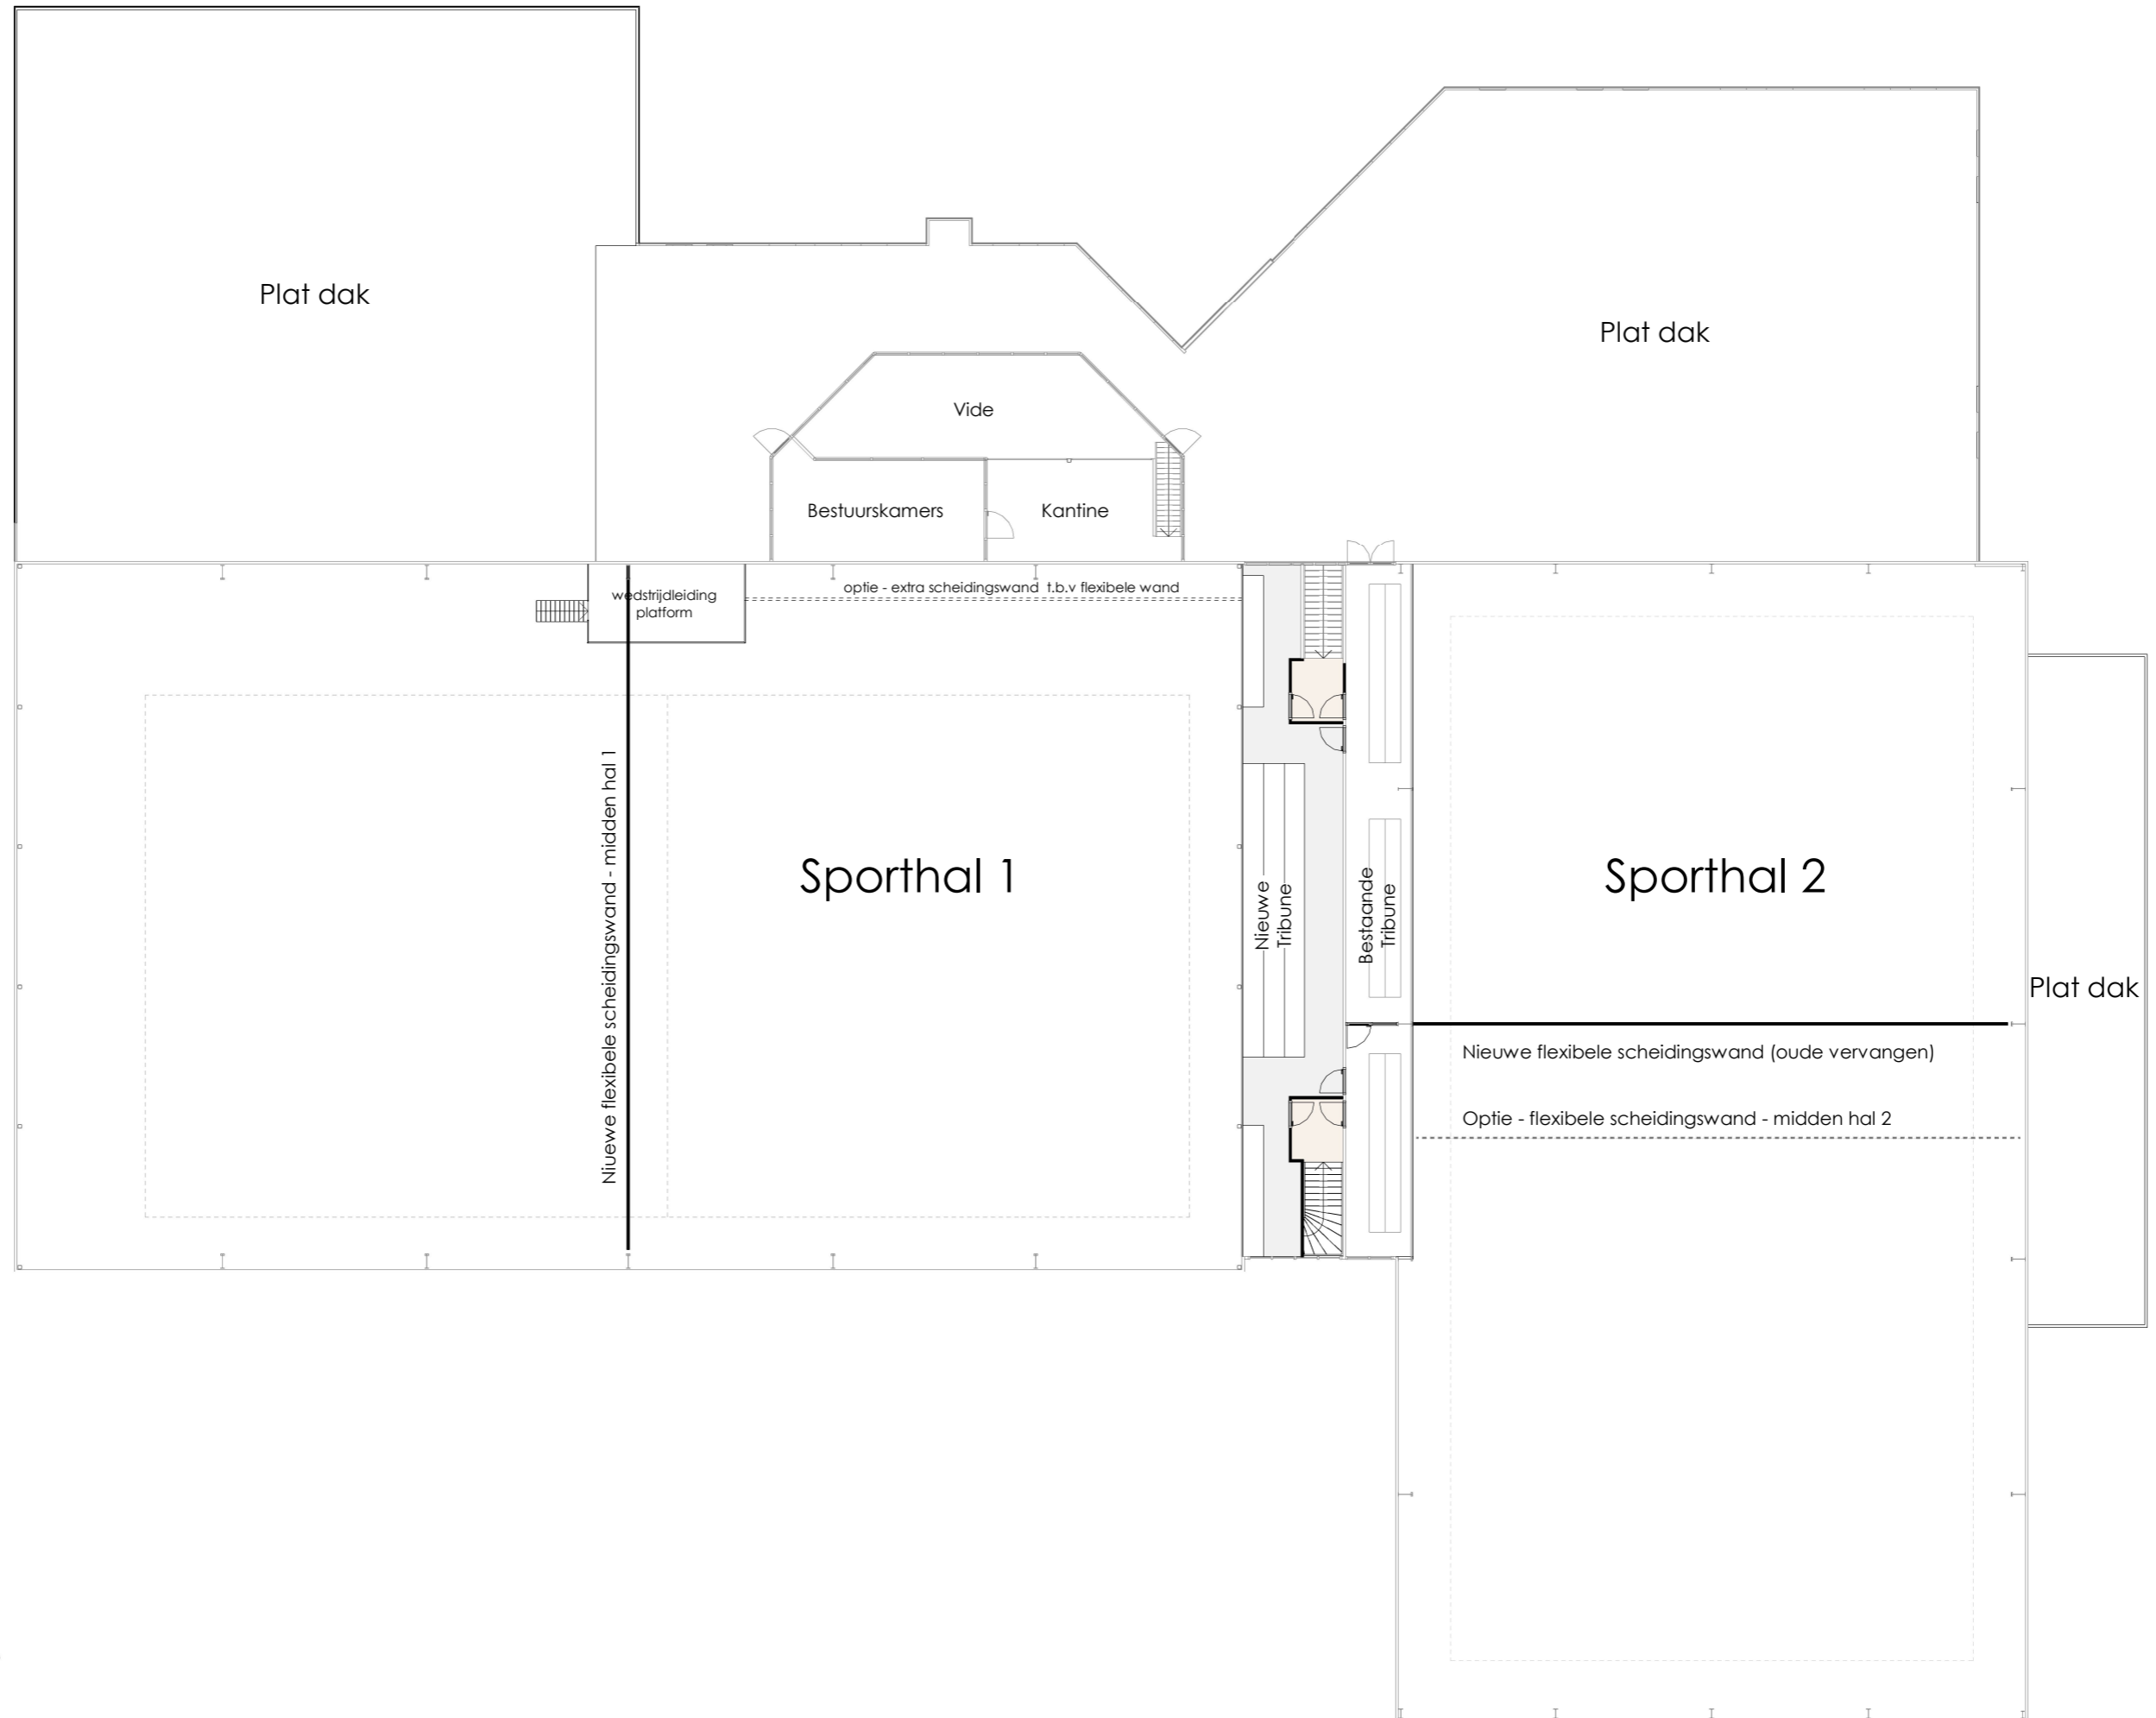 Plat dak
Plat dak
Vide
Bestuurskamers
Kantine
optie - extra scheidingswand t.b.v flexibele wand
wedstrijdleiding
platform
Niuewe flexibele scheidingswand - midden hal 1
Sporthal 1
Nieuwe
Tribune
Bestaande
Tribune
Sporthal 2
Plat dak
Nieuwe flexibele scheidingswand (oude vervangen)
Optie - flexibele scheidingswand - midden hal 2